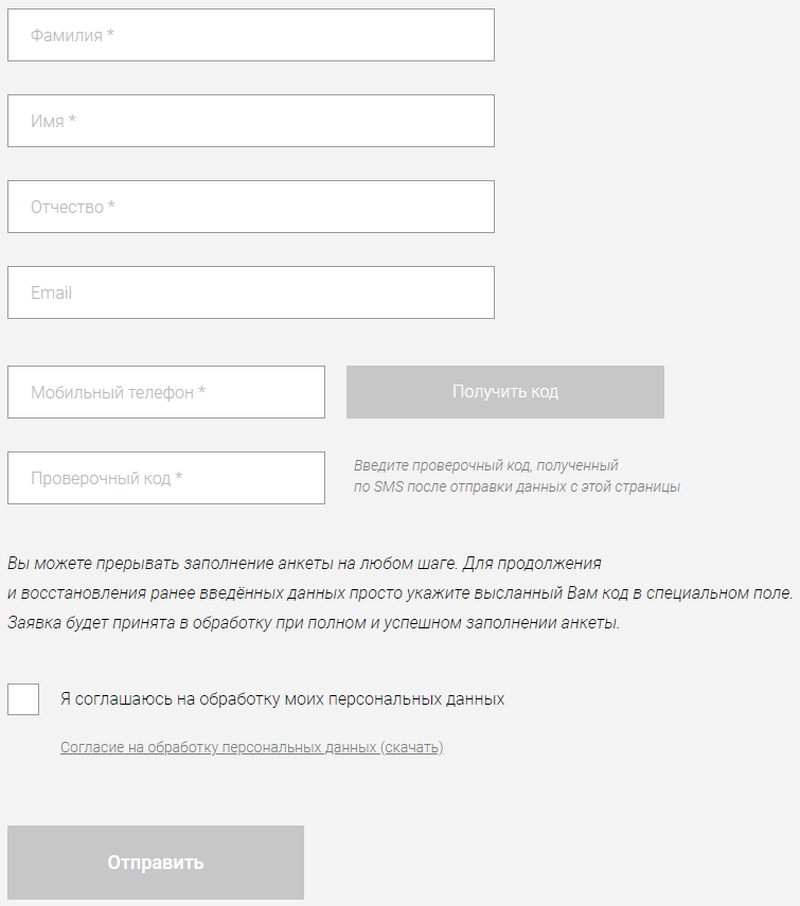 Фамилия *
Имя *
Отчество *
Email
Мобильный телефон *
Получить код
Проверочный код *
Введите проверочный код, полученный
по SMS после отправки данных с этой страницы
Вы можете прерывать заполнение анкеты на любом шаге. Для продолжения
и восстановления ранее введённых данных просто укажите высланный Вам код в специальном поле.
Заявка будет принята в обработку при полном и успешном заполнении анкеты.
Я соглашаюсь на обработку моих персональных данных
Согласие на обработку персональных данных (скачать)
Отправить